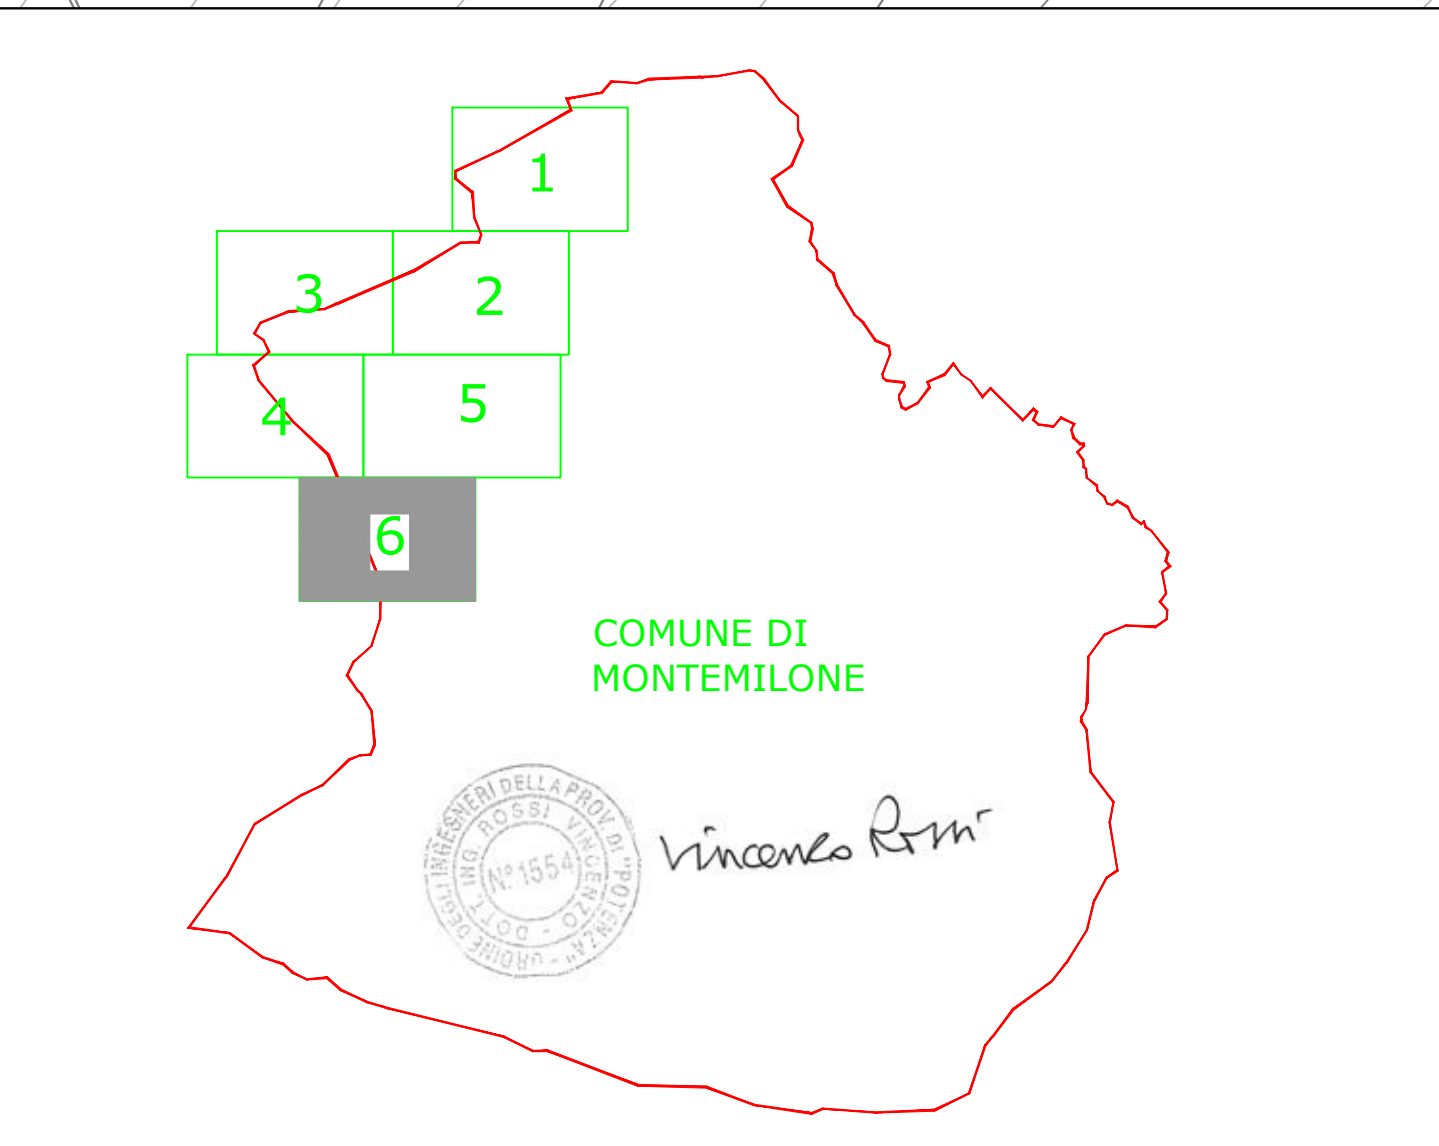 1
3
2
4
5
6
COMUNE DI
MONTEMILONE
ORDINE DEGLI INGEGNERI DELLA PROV. DI "POTENZA" -
DOTT. ING. ROSSI VINCENZO -
N° 1554
Vincenzo Rossi